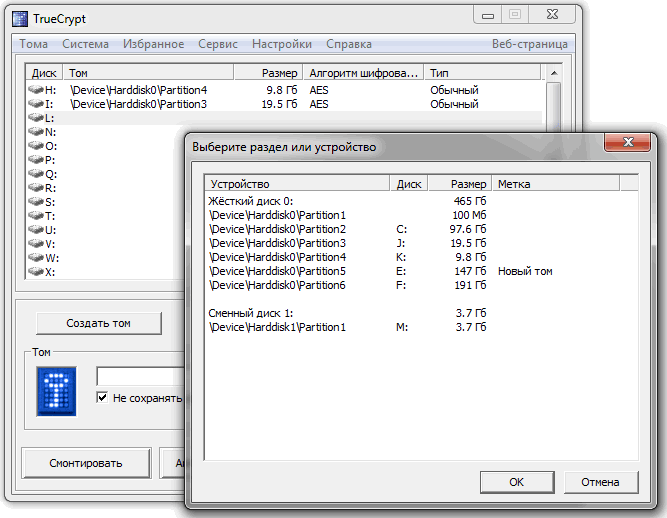 TrueCrypt
Тома Система Избранное Сервис Настройки Справка Веб-страница
Диск Том Размер Алгоритм шифрова... Тип
H: \Device\Harddisk0\Partition4 9.8 Гб AES Обычный
I: \Device\Harddisk0\Partition3 19.5 Гб AES Обычный
L:
N:
O:
P:
Q:
R:
S:
T:
U:
V:
W:
X:
Создать том
Том
Не сохранять
Смонтировать
Выберите раздел или устройство
Устройство Диск Размер Метка
Жёсткий диск 0: 465 Гб
\Device\Harddisk0\Partition1 100 Мб
\Device\Harddisk0\Partition2 C: 97.6 Гб
\Device\Harddisk0\Partition3 J: 19.5 Гб
\Device\Harddisk0\Partition4 K: 9.8 Гб
\Device\Harddisk0\Partition5 E: 147 Гб Новый том
\Device\Harddisk0\Partition6 F: 191 Гб
Сменный диск 1: 3.7 Гб
\Device\Harddisk1\Partition1 M: 3.7 Гб
OK Отмена